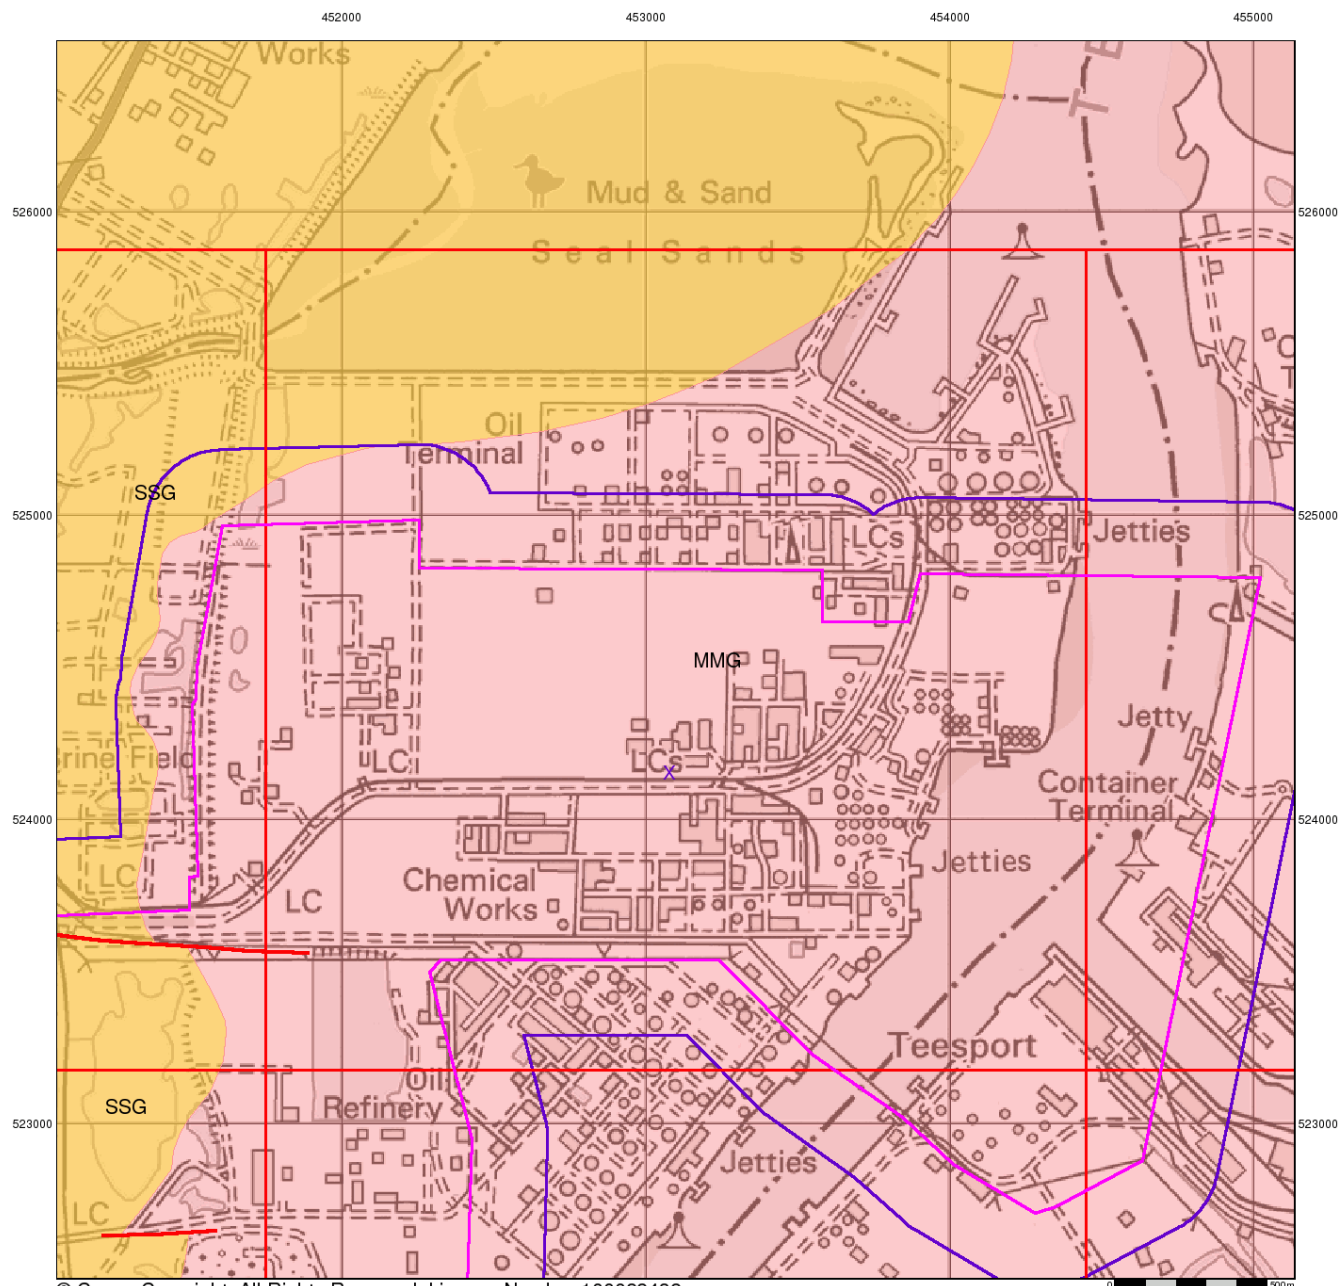 452000
453000
454000
455000
Works
T E
Mud & Sand
526000
526000
Seal Sands
Oil
Terminal
SSG
525000
LCs
Jetties
MMG
Jetty
rine Field
LC
LCs
Container
Terminal
524000
524000
Jetties
LC
Chemical
Works
LC
Teesport
Oil
Refinery
SSG
523000
523000
Jetties
LC